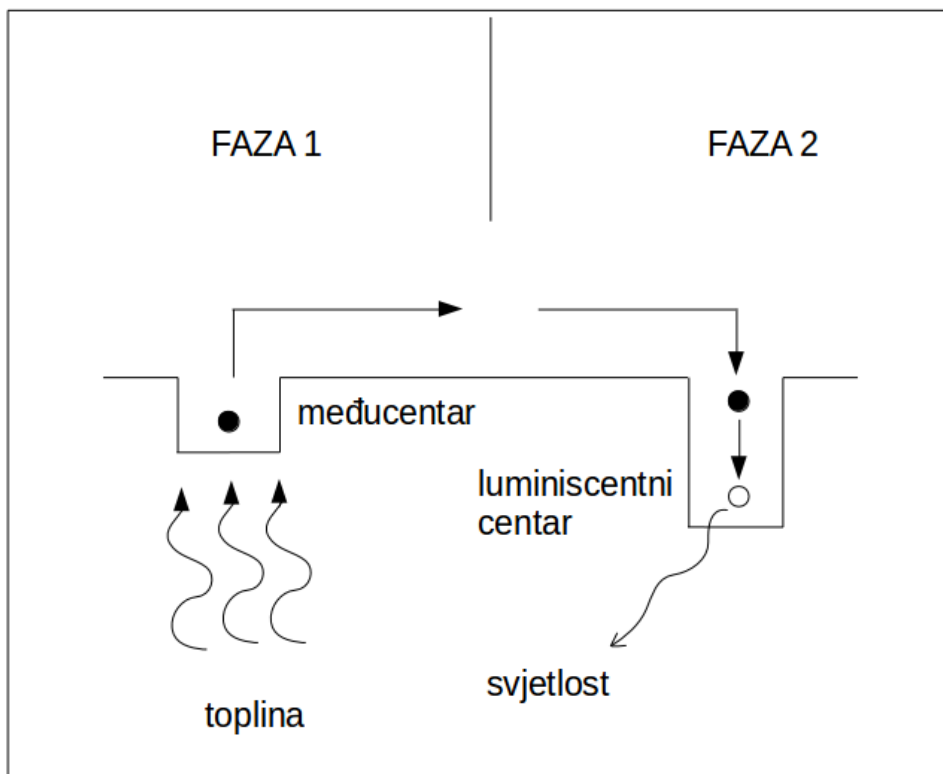 FAZA 1
FAZA 2
međucentar
luminiscentni
centar
svjetlost
toplina